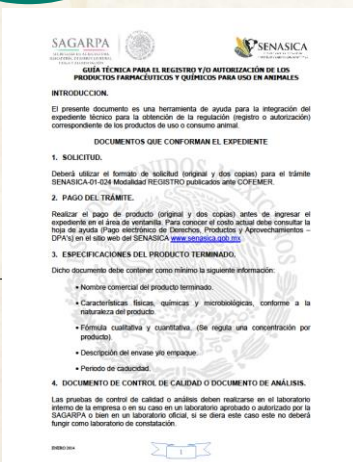 SAGARPA
SENASICA
GUÍA TÉCNICA PARA EL REGISTRO Y/O AUTORIZACIÓN DE LOS
PRODUCTOS FARMACÉUTICOS Y QUÍMICOS PARA USO EN ANIMALES
INTRODUCCION.
El presente documento es una herramienta de ayuda para la integración del
expediente técnico para la obtención de la regulación (registro o autorización)
correspondiente de los productos de uso o consumo animal.
DOCUMENTOS QUE CONFORMAN EL EXPEDIENTE
1. SOLICITUD.
Deberá utilizar el formato de solicitud (original y dos copias) para el trámite
SENASICA-01-024 Modalidad REGISTRO publicados ante COFEMER.
2. PAGO DEL TRÁMITE.
Realizar el pago de producto (original y dos copias) antes de ingresar el
expediente en el área de ventanilla. Para conocer el costo actual debe consultar la
hoja de ayuda (Pago electrónico de Derechos, Productos y Aprovechamientos –
DPA's) en el sitio web del SENASICA www.senasica.gob.mx.
3. ESPECIFICACIONES DEL PRODUCTO TERMINADO.
Dicho documento debe contener como mínimo la siguiente información:
• Nombre comercial del producto terminado.
• Características físicas, químicas y microbiológicas, conforme a la
naturaleza del producto.
• Fórmula cualitativa y cuantitativa. (Se regula una concentración por
producto).
• Descripción del envase y/o empaque.
• Periodo de caducidad.
4. DOCUMENTO DE CONTROL DE CALIDAD O DOCUMENTO DE ANÁLISIS.
Las pruebas de control de calidad o análisis deben realizarse en el laboratorio
interno de la empresa o en su caso en un laboratorio aprobado o autorizado por la
SAGARPA o bien en un laboratorio oficial, si se diera este caso este no deberá
fungir como laboratorio de constatación.
ENERO 2014
1